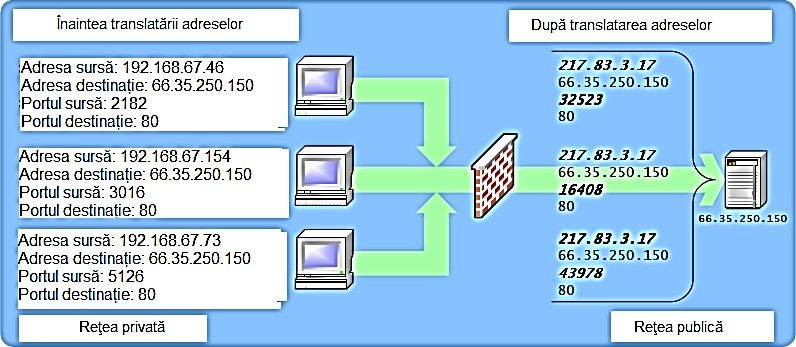 Înaintea translatării adreselor
După translatarea adreselor
Adresa sursă: 192.168.67.46
Adresa destinație: 66.35.250.150
Portul sursă: 2182
Portul destinație: 80
217.83.3.17
66.35.250.150
32523
80
Adresa sursă: 192.168.67.154
Adresa destinație: 66.35.250.150
Portul sursă: 3016
Portul destinație: 80
217.83.3.17
66.35.250.150
16408
80
66.35.250.150
Adresa sursă: 192.168.67.73
Adresa destinație: 66.35.250.150
Portul sursă: 5126
Portul destinație: 80
217.83.3.17
66.35.250.150
43978
80
Reţea privată
Reţea publică